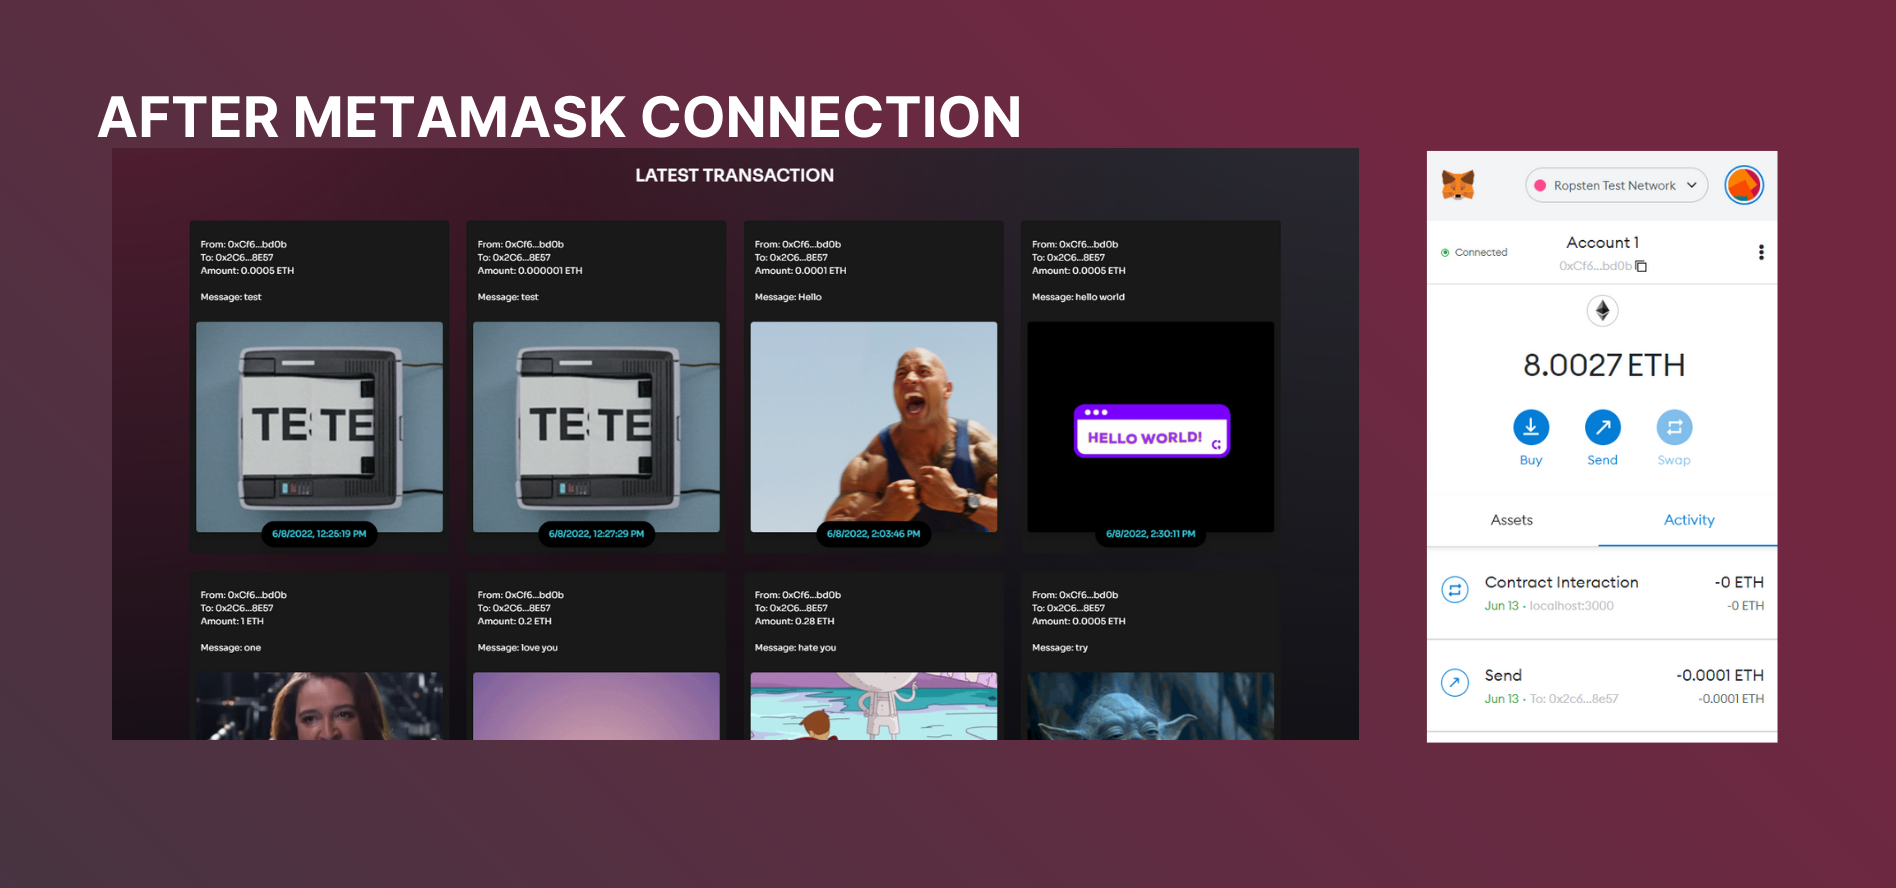 AFTER METAMASK CONNECTION
LATEST TRANSACTION
From: 0xCf6...bd0b
To: 0x2C6...8E57
Amount: 0.0005 ETH
Message: test
TE TE
6/8/2022, 12:25:19 PM
From: 0xCf6...bd0b
To: 0x2C6...8E57
Amount: 0.000001 ETH
Message: test
TE TE
6/8/2022, 12:27:29 PM
From: 0xCf6...bd0b
To: 0x2C6...8E57
Amount: 0.0001 ETH
Message: Hello
6/8/2022, 2:03:46 PM
From: 0xCf6...bd0b
To: 0x2C6...8E57
Amount: 0.0005 ETH
Message: hello world
HELLO WORLD!
6/8/2022, 2:30:11 PM
From: 0xCf6...bd0b
To: 0x2C6...8E57
Amount: 1 ETH
Message: one
From: 0xCf6...bd0b
To: 0x2C6...8E57
Amount: 0.2 ETH
Message: love you
From: 0xCf6...bd0b
To: 0x2C6...8E57
Amount: 0.28 ETH
Message: hate you
From: 0xCf6...bd0b
To: 0x2C6...8E57
Amount: 0.0005 ETH
Message: try
Ropsten Test Network
Connected
Account 1
0xCf6...bd0b
8.0027 ETH
Buy Send Swap
Assets Activity
Contract Interaction -0 ETH
Jun 13 · localhost:3000 -0 ETH
Send -0.0001 ETH
Jun 13 · To: 0x2c6...8e57 -0.0001 ETH